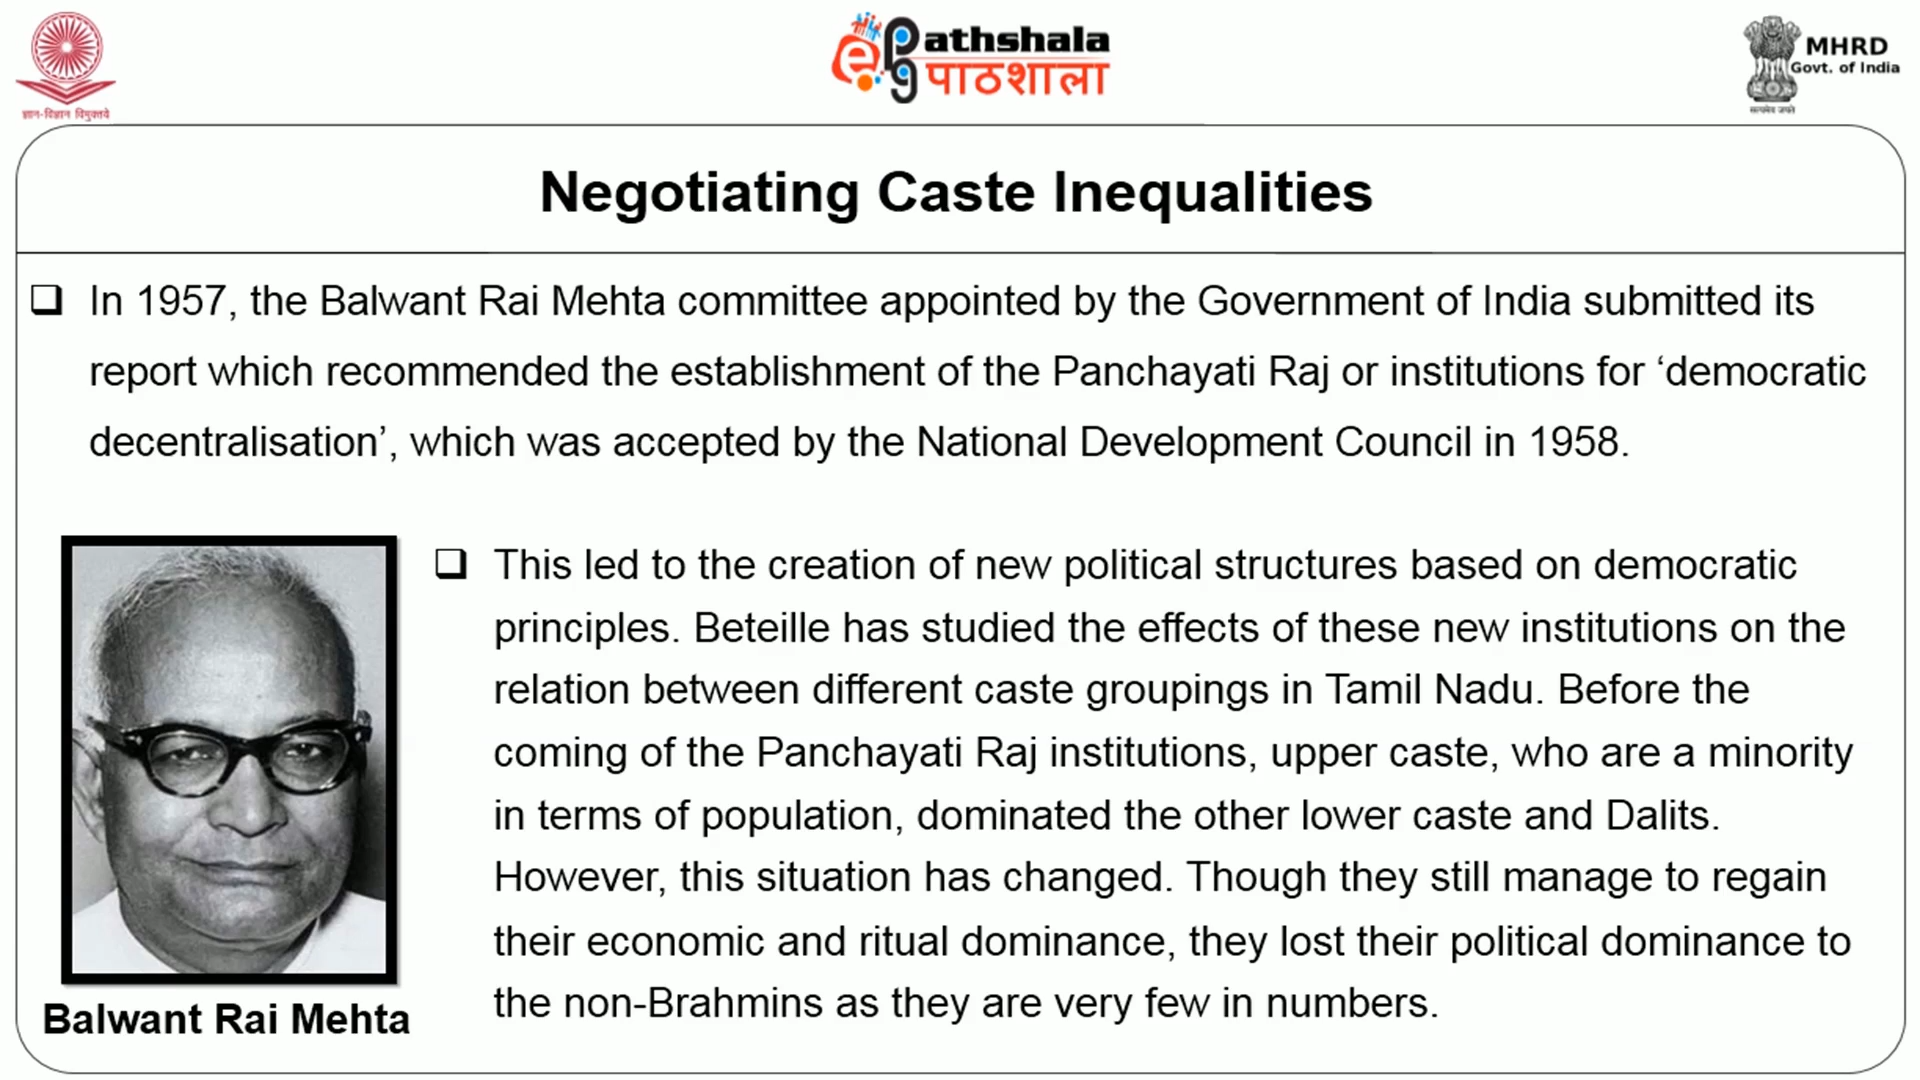 ज्ञान-विज्ञान विमुक्तये
e
Pathshala
pg पाठशाला
MHRD
Govt. of India
सत्यमेव जयते
Negotiating Caste Inequalities
❑ In 1957, the Balwant Rai Mehta committee appointed by the Government of India submitted its
report which recommended the establishment of the Panchayati Raj or institutions for ‘democratic
decentralisation’, which was accepted by the National Development Council in 1958.
❑ This led to the creation of new political structures based on democratic
principles. Beteille has studied the effects of these new institutions on the
relation between different caste groupings in Tamil Nadu. Before the
coming of the Panchayati Raj institutions, upper caste, who are a minority
in terms of population, dominated the other lower caste and Dalits.
However, this situation has changed. Though they still manage to regain
their economic and ritual dominance, they lost their political dominance to
the non-Brahmins as they are very few in numbers.
Balwant Rai Mehta